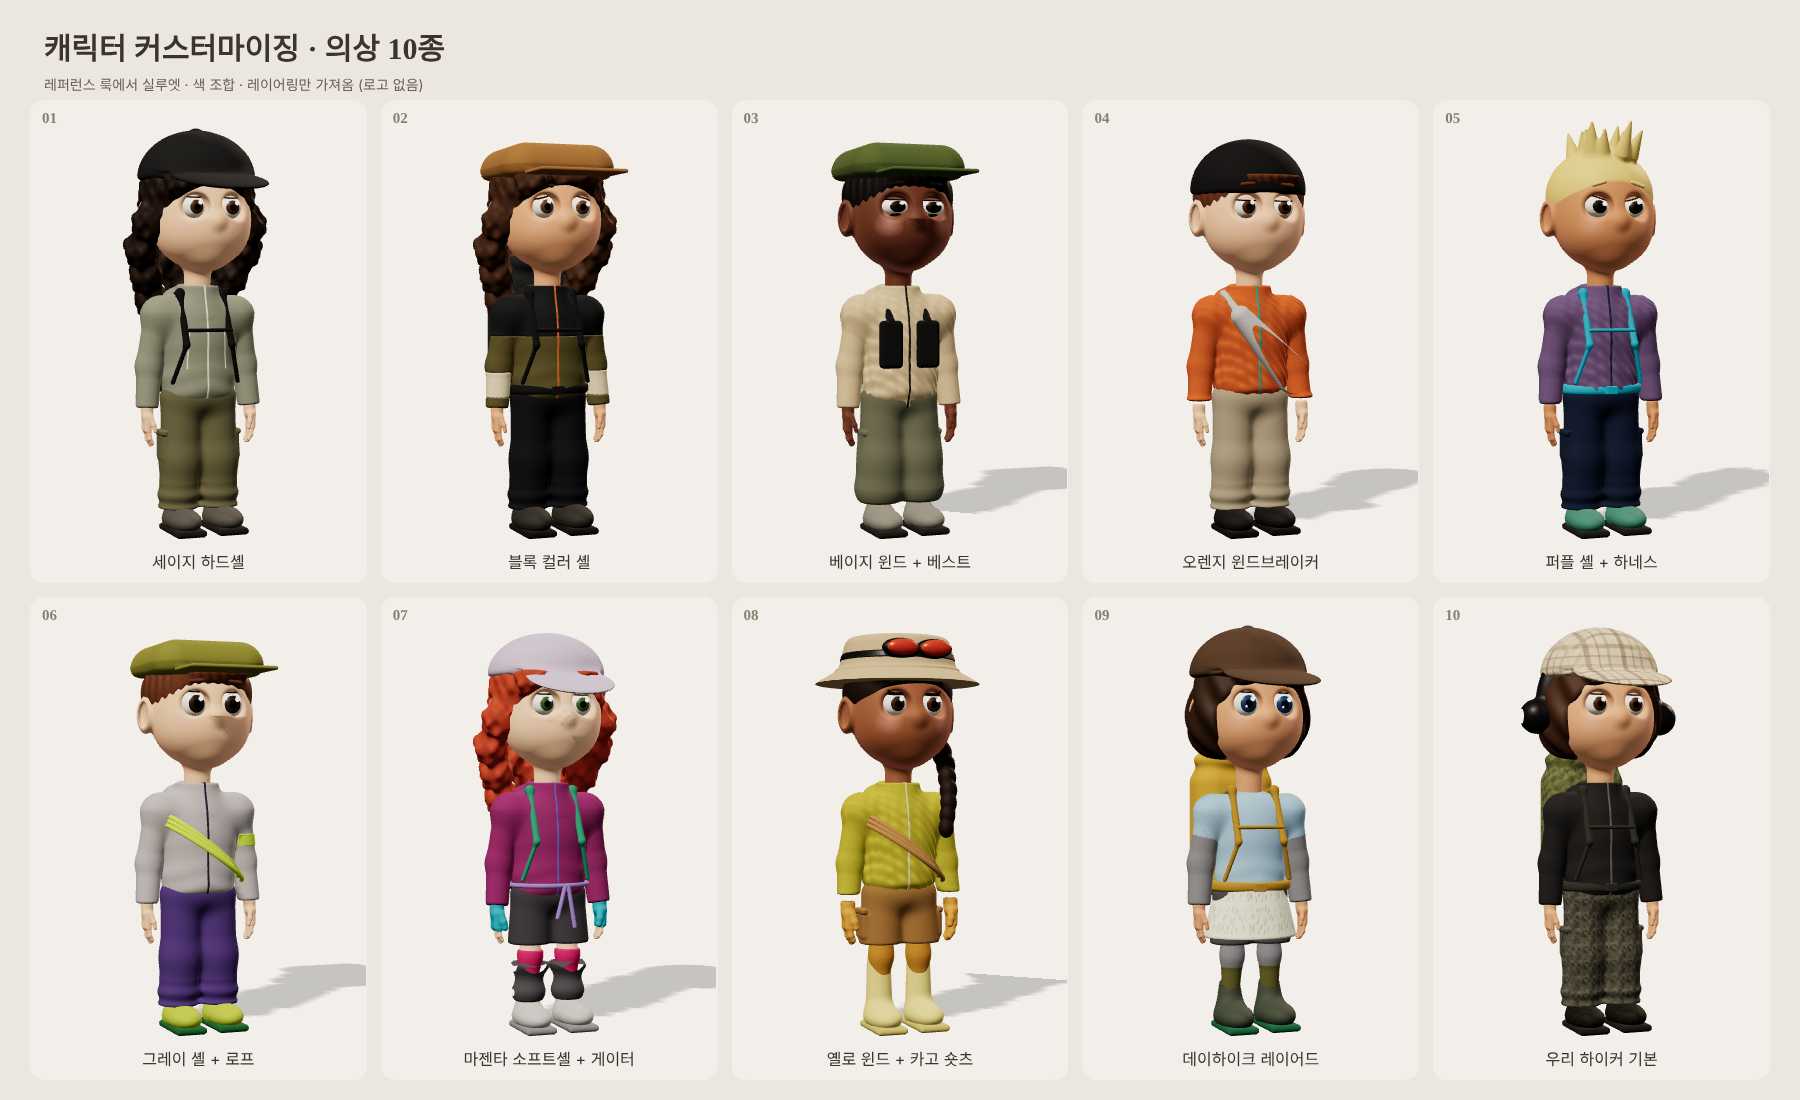 캐릭터 커스터마이징 · 의상 10종
레퍼런스 룩에서 실루엣 · 색 조합 · 레이어링만 가져옴 (로고 없음)
01
세이지 하드셸
02
블록 컬러 셸
03
베이지 윈드 + 베스트
04
오렌지 윈드브레이커
05
퍼플 셸 + 하네스
06
그레이 셸 + 로프
07
마젠타 소프트셸 + 게이터
08
옐로 윈드 + 카고 숏츠
09
데이하이크 레이어드
10
우리 하이커 기본